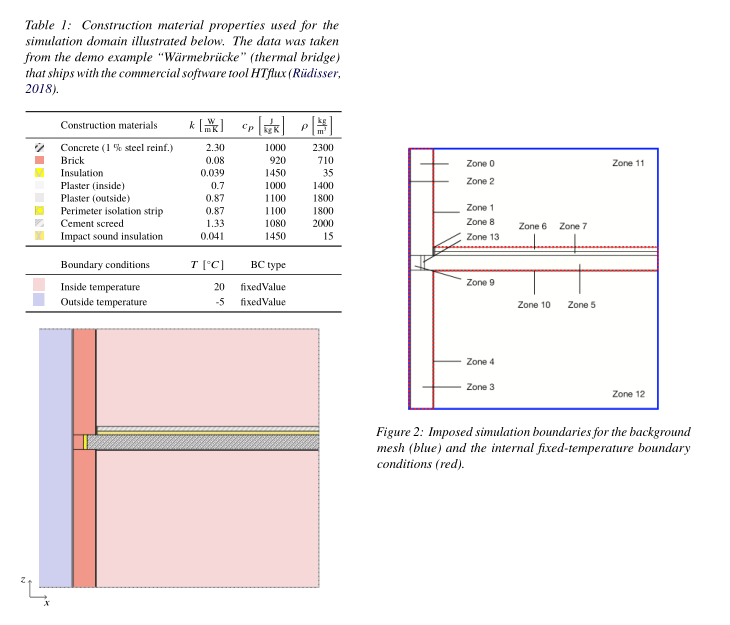 Table 1: Construction material properties used for the
simulation domain illustrated below. The data was taken
from the demo example “Wärmebrücke” (thermal bridge)
that ships with the commercial software tool HTflux (Rüdisser,
2018).
Construction materials k [W/m K] c_p [J/kg K] ρ [kg/m³]
Concrete (1 % steel reinf.) 2.30 1000 2300
Brick 0.08 920 710
Insulation 0.039 1450 35
Plaster (inside) 0.7 1000 1400
Plaster (outside) 0.87 1100 1800
Perimeter isolation strip 0.87 1100 1800
Cement screed 1.33 1080 2000
Impact sound insulation 0.041 1450 15
Boundary conditions T [°C] BC type
Inside temperature 20 fixedValue
Outside temperature -5 fixedValue
z
x
Zone 0
Zone 11
Zone 2
Zone 1
Zone 8
Zone 13
Zone 6
Zone 7
Zone 9
Zone 10
Zone 5
Zone 4
Zone 3
Zone 12
Figure 2: Imposed simulation boundaries for the background
mesh (blue) and the internal fixed-temperature boundary
conditions (red).